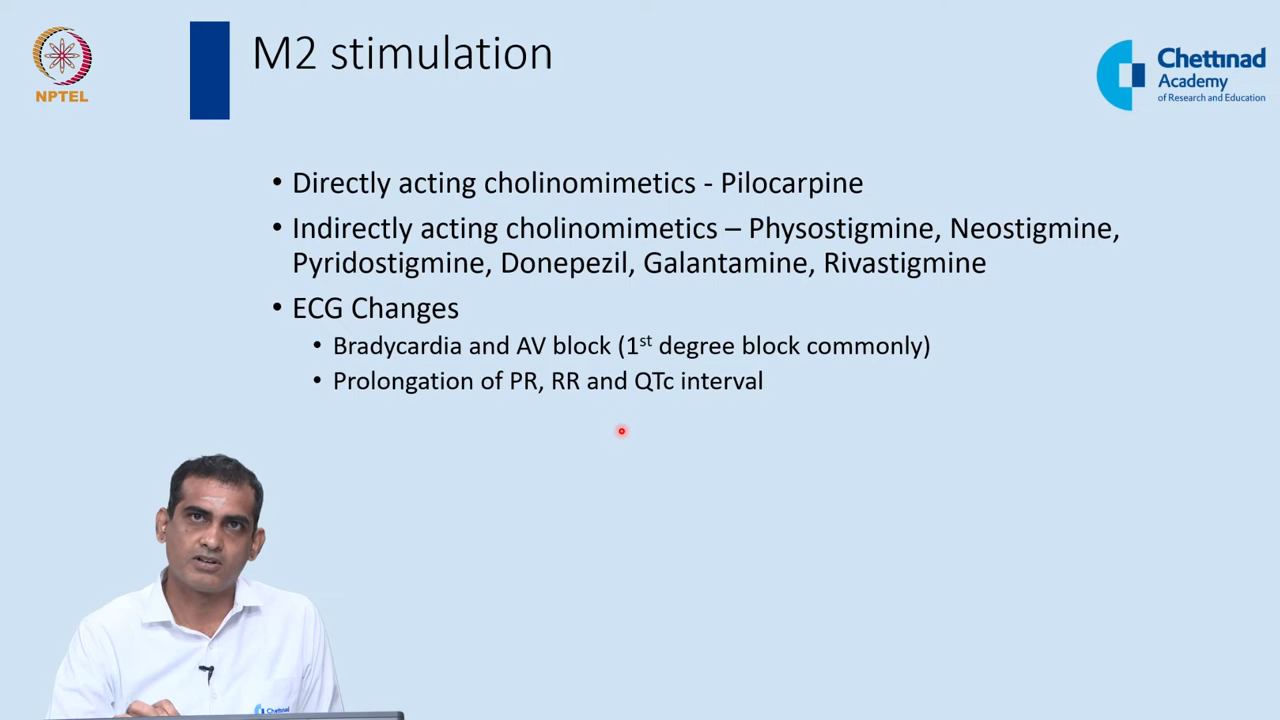 NPTEL
M2 stimulation
Chettinad
Academy
of Research and Education
• Directly acting cholinomimetics - Pilocarpine
• Indirectly acting cholinomimetics – Physostigmine, Neostigmine,
Pyridostigmine, Donepezil, Galantamine, Rivastigmine
• ECG Changes
• Bradycardia and AV block (1st degree block commonly)
• Prolongation of PR, RR and QTc interval
Chettinad